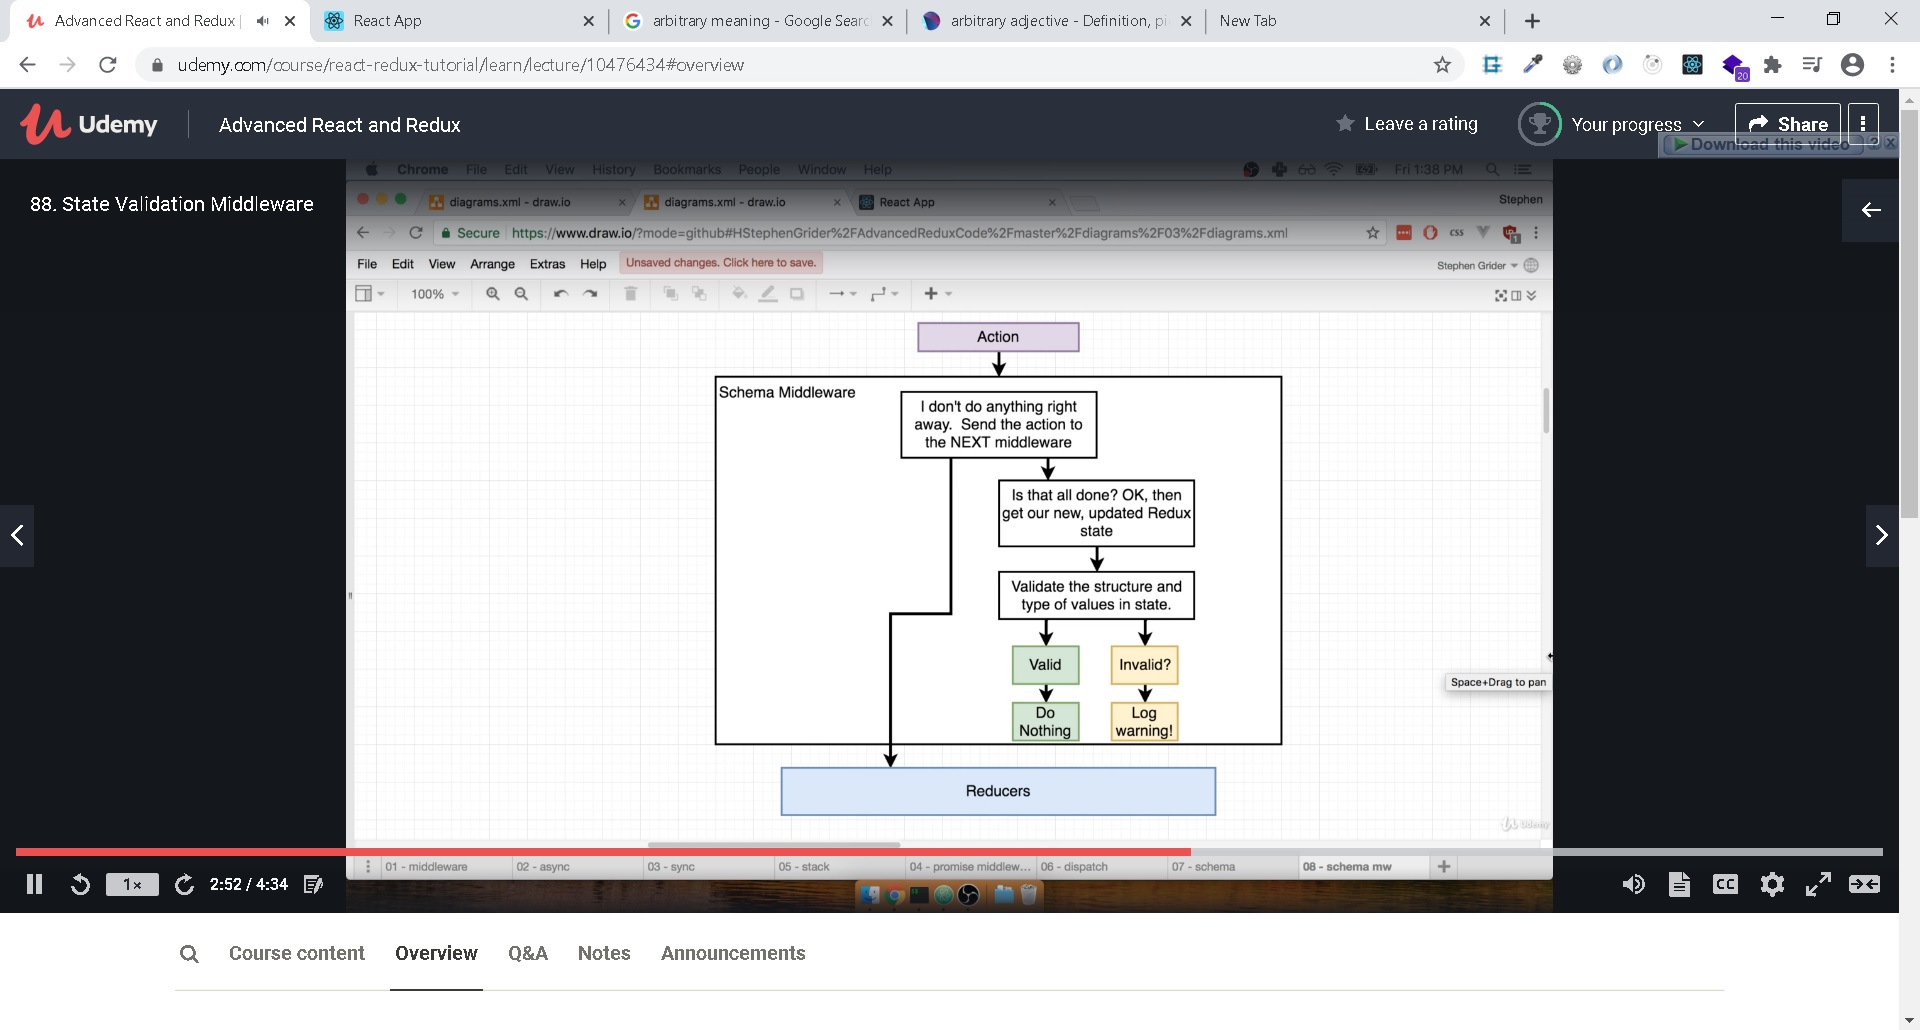 Advanced React and Redux
React App
arbitrary meaning - Google Searc
arbitrary adjective - Definition, pi
New Tab
udemy.com/course/react-redux-tutorial/learn/lecture/10476434#overview
20
Udemy
Advanced React and Redux
Leave a rating
Your progress
Share
Download this video
88. State Validation Middleware
Chrome File Edit View History Bookmarks People Window Help
Fri 1:38 PM
diagrams.xml - draw.io
diagrams.xml - draw.io
React App
Stephen
Secure https://www.draw.io/?mode=github#HStephenGrider%2FAdvancedReduxCode%2Fmaster%2Fdiagrams%2F03%2Fdiagrams.xml
css
1
File Edit View Arrange Extras Help
Unsaved changes. Click here to save.
Stephen Grider
100%
Action
Schema Middleware
I don't do anything right
away. Send the action to
the NEXT middleware
Is that all done? OK, then
get our new, updated Redux
state
Validate the structure and
type of values in state.
Valid
Invalid?
Do
Nothing
Log
warning!
Space+Drag to pan
Reducers
Udemy
01 - middleware
02 - async
03 - sync
05 - stack
04 - promise middlew...
06 - dispatch
07 - schema
08 - schema mw
1x
2:52 / 4:34
CC
Course content
Overview
Q&A
Notes
Announcements